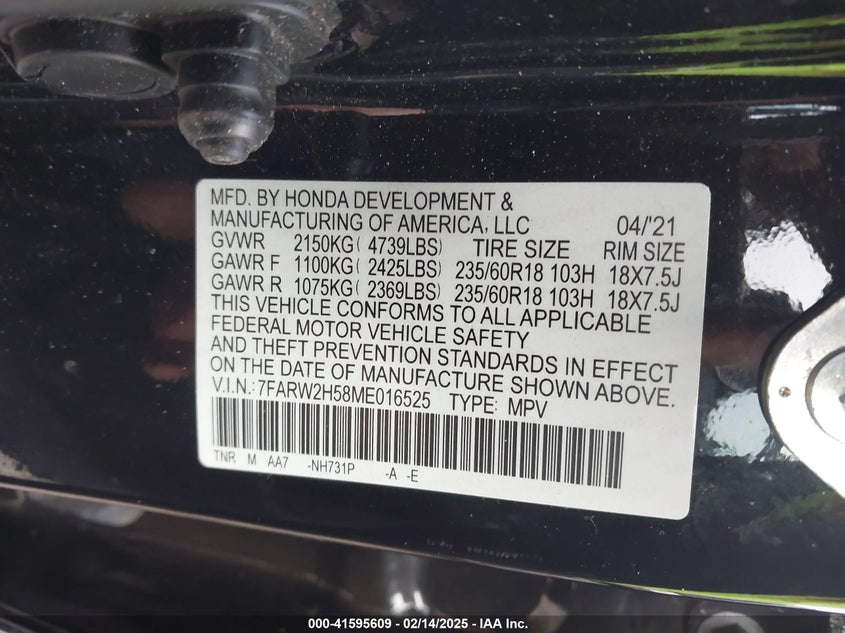 MFD. BY HONDA DEVELOPMENT &
MANUFACTURING OF AMERICA, LLC 04/'21
GVWR 2150KG( 4739LBS) TIRE SIZE RIM SIZE
GAWR F 1100KG( 2425LBS) 235/60R18 103H 18X7.5J
GAWR R 1075KG( 2369LBS) 235/60R18 103H 18X7.5J
THIS VEHICLE CONFORMS TO ALL APPLICABLE
FEDERAL MOTOR VEHICLE SAFETY
AND THEFT PREVENTION STANDARDS IN EFFECT
ON THE DATE OF MANUFACTURE SHOWN ABOVE.
V.I.N.: 7FARW2H58ME016525 TYPE: MPV
TNR M AA7 -NH731P -A -E
000-41595609 - 02/14/2025 - IAA Inc.